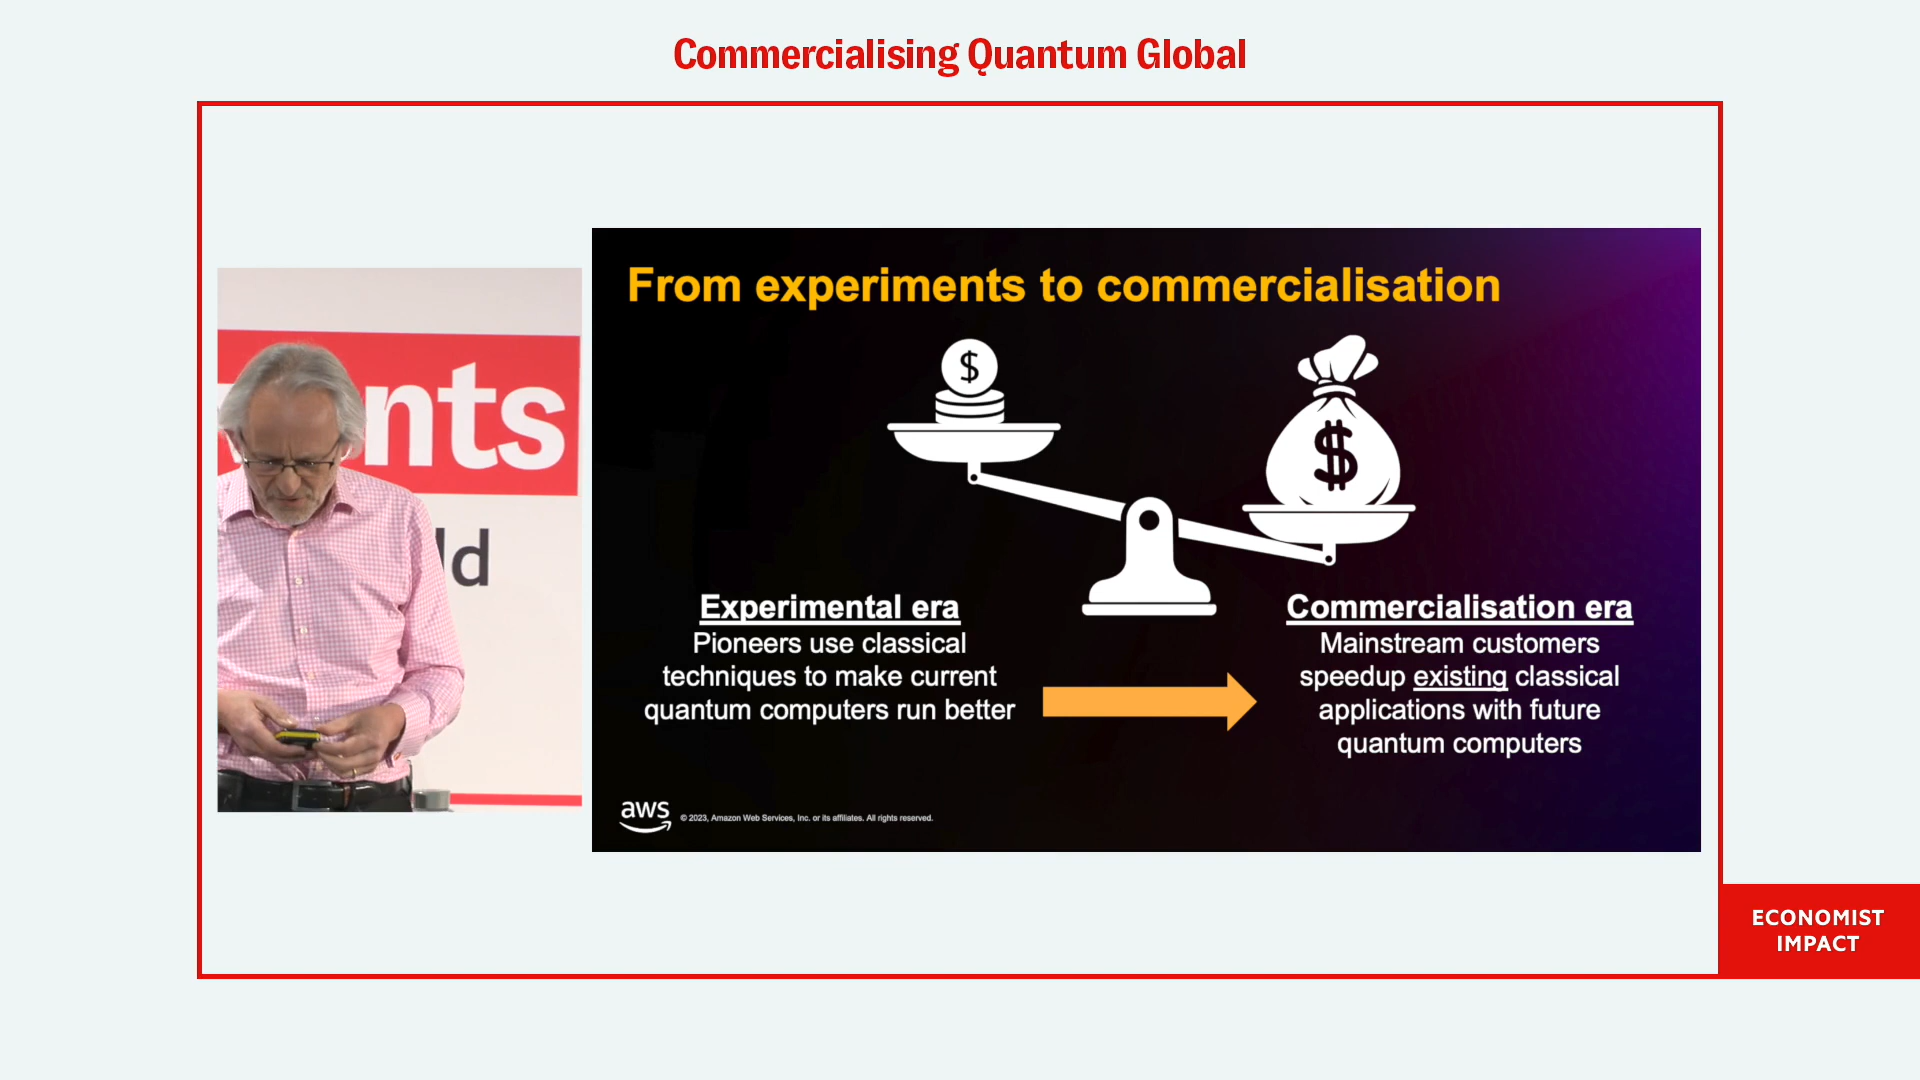 Commercialising Quantum Global
nts
ld
From experiments to commercialisation
$
$
Experimental era
Pioneers use classical
techniques to make current
quantum computers run better
Commercialisation era
Mainstream customers
speedup existing classical
applications with future
quantum computers
aws
© 2023, Amazon Web Services, Inc. or its affiliates. All rights reserved.
ECONOMIST
IMPACT